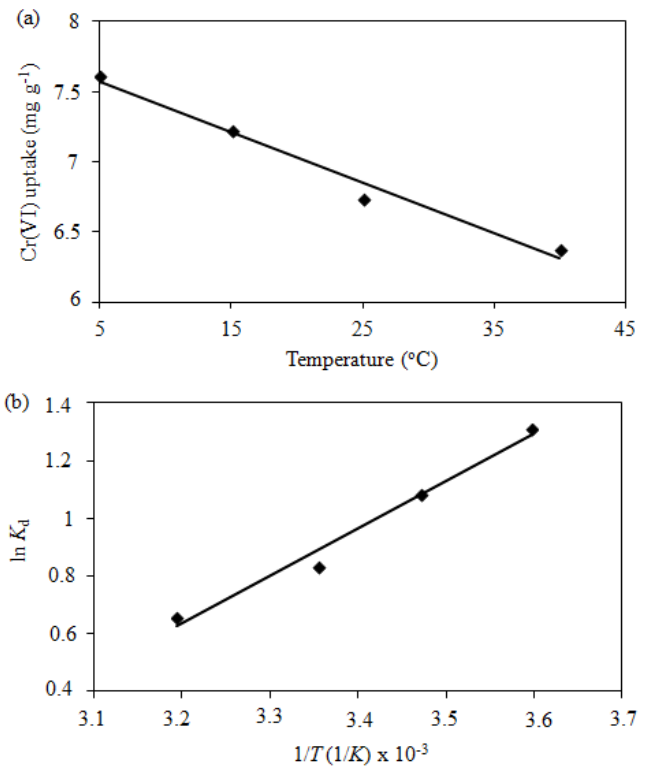 (a)
Cr(VI) uptake (mg g⁻¹)
8
7.5
7
6.5
6
5 15 25 35 45
Temperature (°C)
(b)
ln K_d
1.4
1.2
1
0.8
0.6
0.4
3.1 3.2 3.3 3.4 3.5 3.6 3.7
1/T (1/K) x 10⁻³